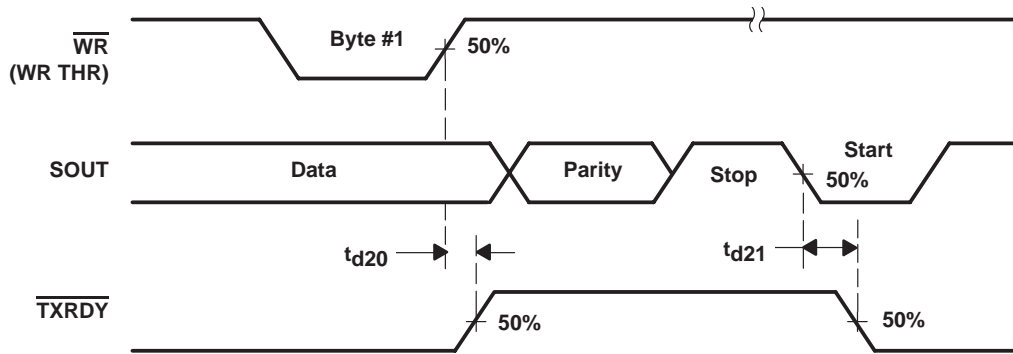 WR
(WR THR)
Byte #1
50%
SOUT
Data
Parity
Stop
Start
50%
td20
td21
TXRDY
50%
50%